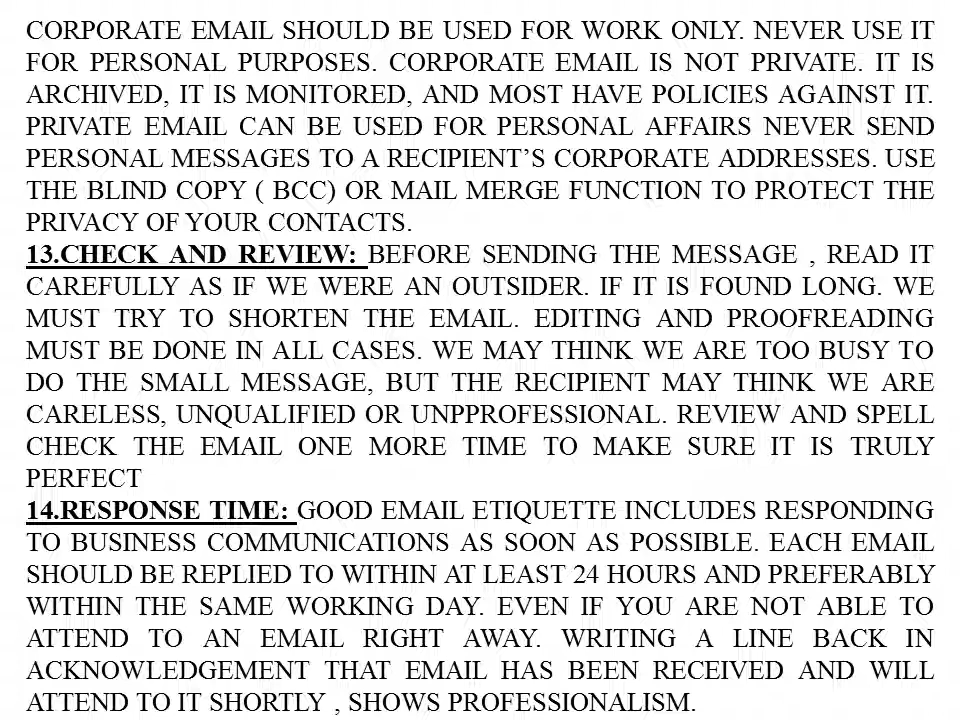 CORPORATE EMAIL SHOULD BE USED FOR WORK ONLY. NEVER USE IT
FOR PERSONAL PURPOSES. CORPORATE EMAIL IS NOT PRIVATE. IT IS
ARCHIVED, IT IS MONITORED, AND MOST HAVE POLICIES AGAINST IT.
PRIVATE EMAIL CAN BE USED FOR PERSONAL AFFAIRS NEVER SEND
PERSONAL MESSAGES TO A RECIPIENT’S CORPORATE ADDRESSES. USE
THE BLIND COPY ( BCC) OR MAIL MERGE FUNCTION TO PROTECT THE
PRIVACY OF YOUR CONTACTS.
13.CHECK AND REVIEW: BEFORE SENDING THE MESSAGE , READ IT
CAREFULLY AS IF WE WERE AN OUTSIDER. IF IT IS FOUND LONG. WE
MUST TRY TO SHORTEN THE EMAIL. EDITING AND PROOFREADING
MUST BE DONE IN ALL CASES. WE MAY THINK WE ARE TOO BUSY TO
DO THE SMALL MESSAGE, BUT THE RECIPIENT MAY THINK WE ARE
CARELESS, UNQUALIFIED OR UNPPROFESSIONAL. REVIEW AND SPELL
CHECK THE EMAIL ONE MORE TIME TO MAKE SURE IT IS TRULY
PERFECT
14.RESPONSE TIME: GOOD EMAIL ETIQUETTE INCLUDES RESPONDING
TO BUSINESS COMMUNICATIONS AS SOON AS POSSIBLE. EACH EMAIL
SHOULD BE REPLIED TO WITHIN AT LEAST 24 HOURS AND PREFERABLY
WITHIN THE SAME WORKING DAY. EVEN IF YOU ARE NOT ABLE TO
ATTEND TO AN EMAIL RIGHT AWAY. WRITING A LINE BACK IN
ACKNOWLEDGEMENT THAT EMAIL HAS BEEN RECEIVED AND WILL
ATTEND TO IT SHORTLY , SHOWS PROFESSIONALISM.